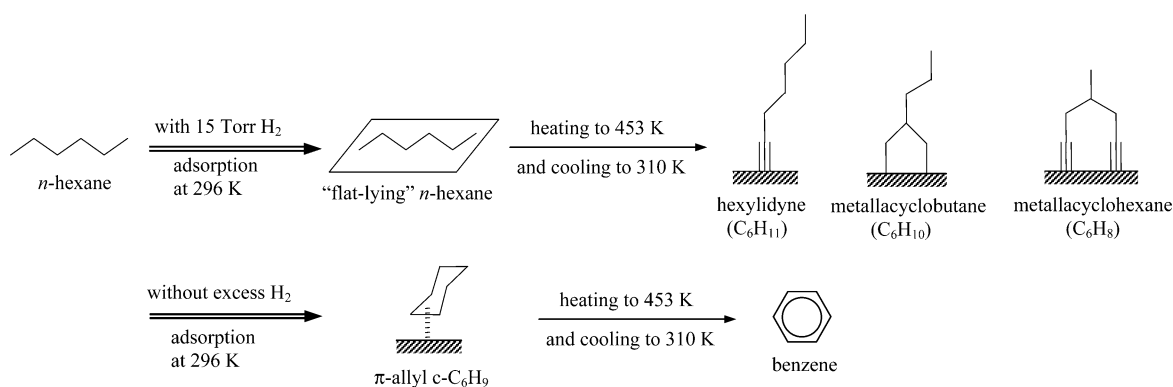 with 15 Torr H₂
adsorption
at 296 K
n-hexane
"flat-lying" n-hexane
heating to 453 K
and cooling to 310 K
hexylidyne
(C₆H₁₁)
metallacyclobutane
(C₆H₁₀)
metallacyclohexane
(C₆H₈)
without excess H₂
adsorption
at 296 K
π-allyl c-C₆H₉
heating to 453 K
and cooling to 310 K
benzene